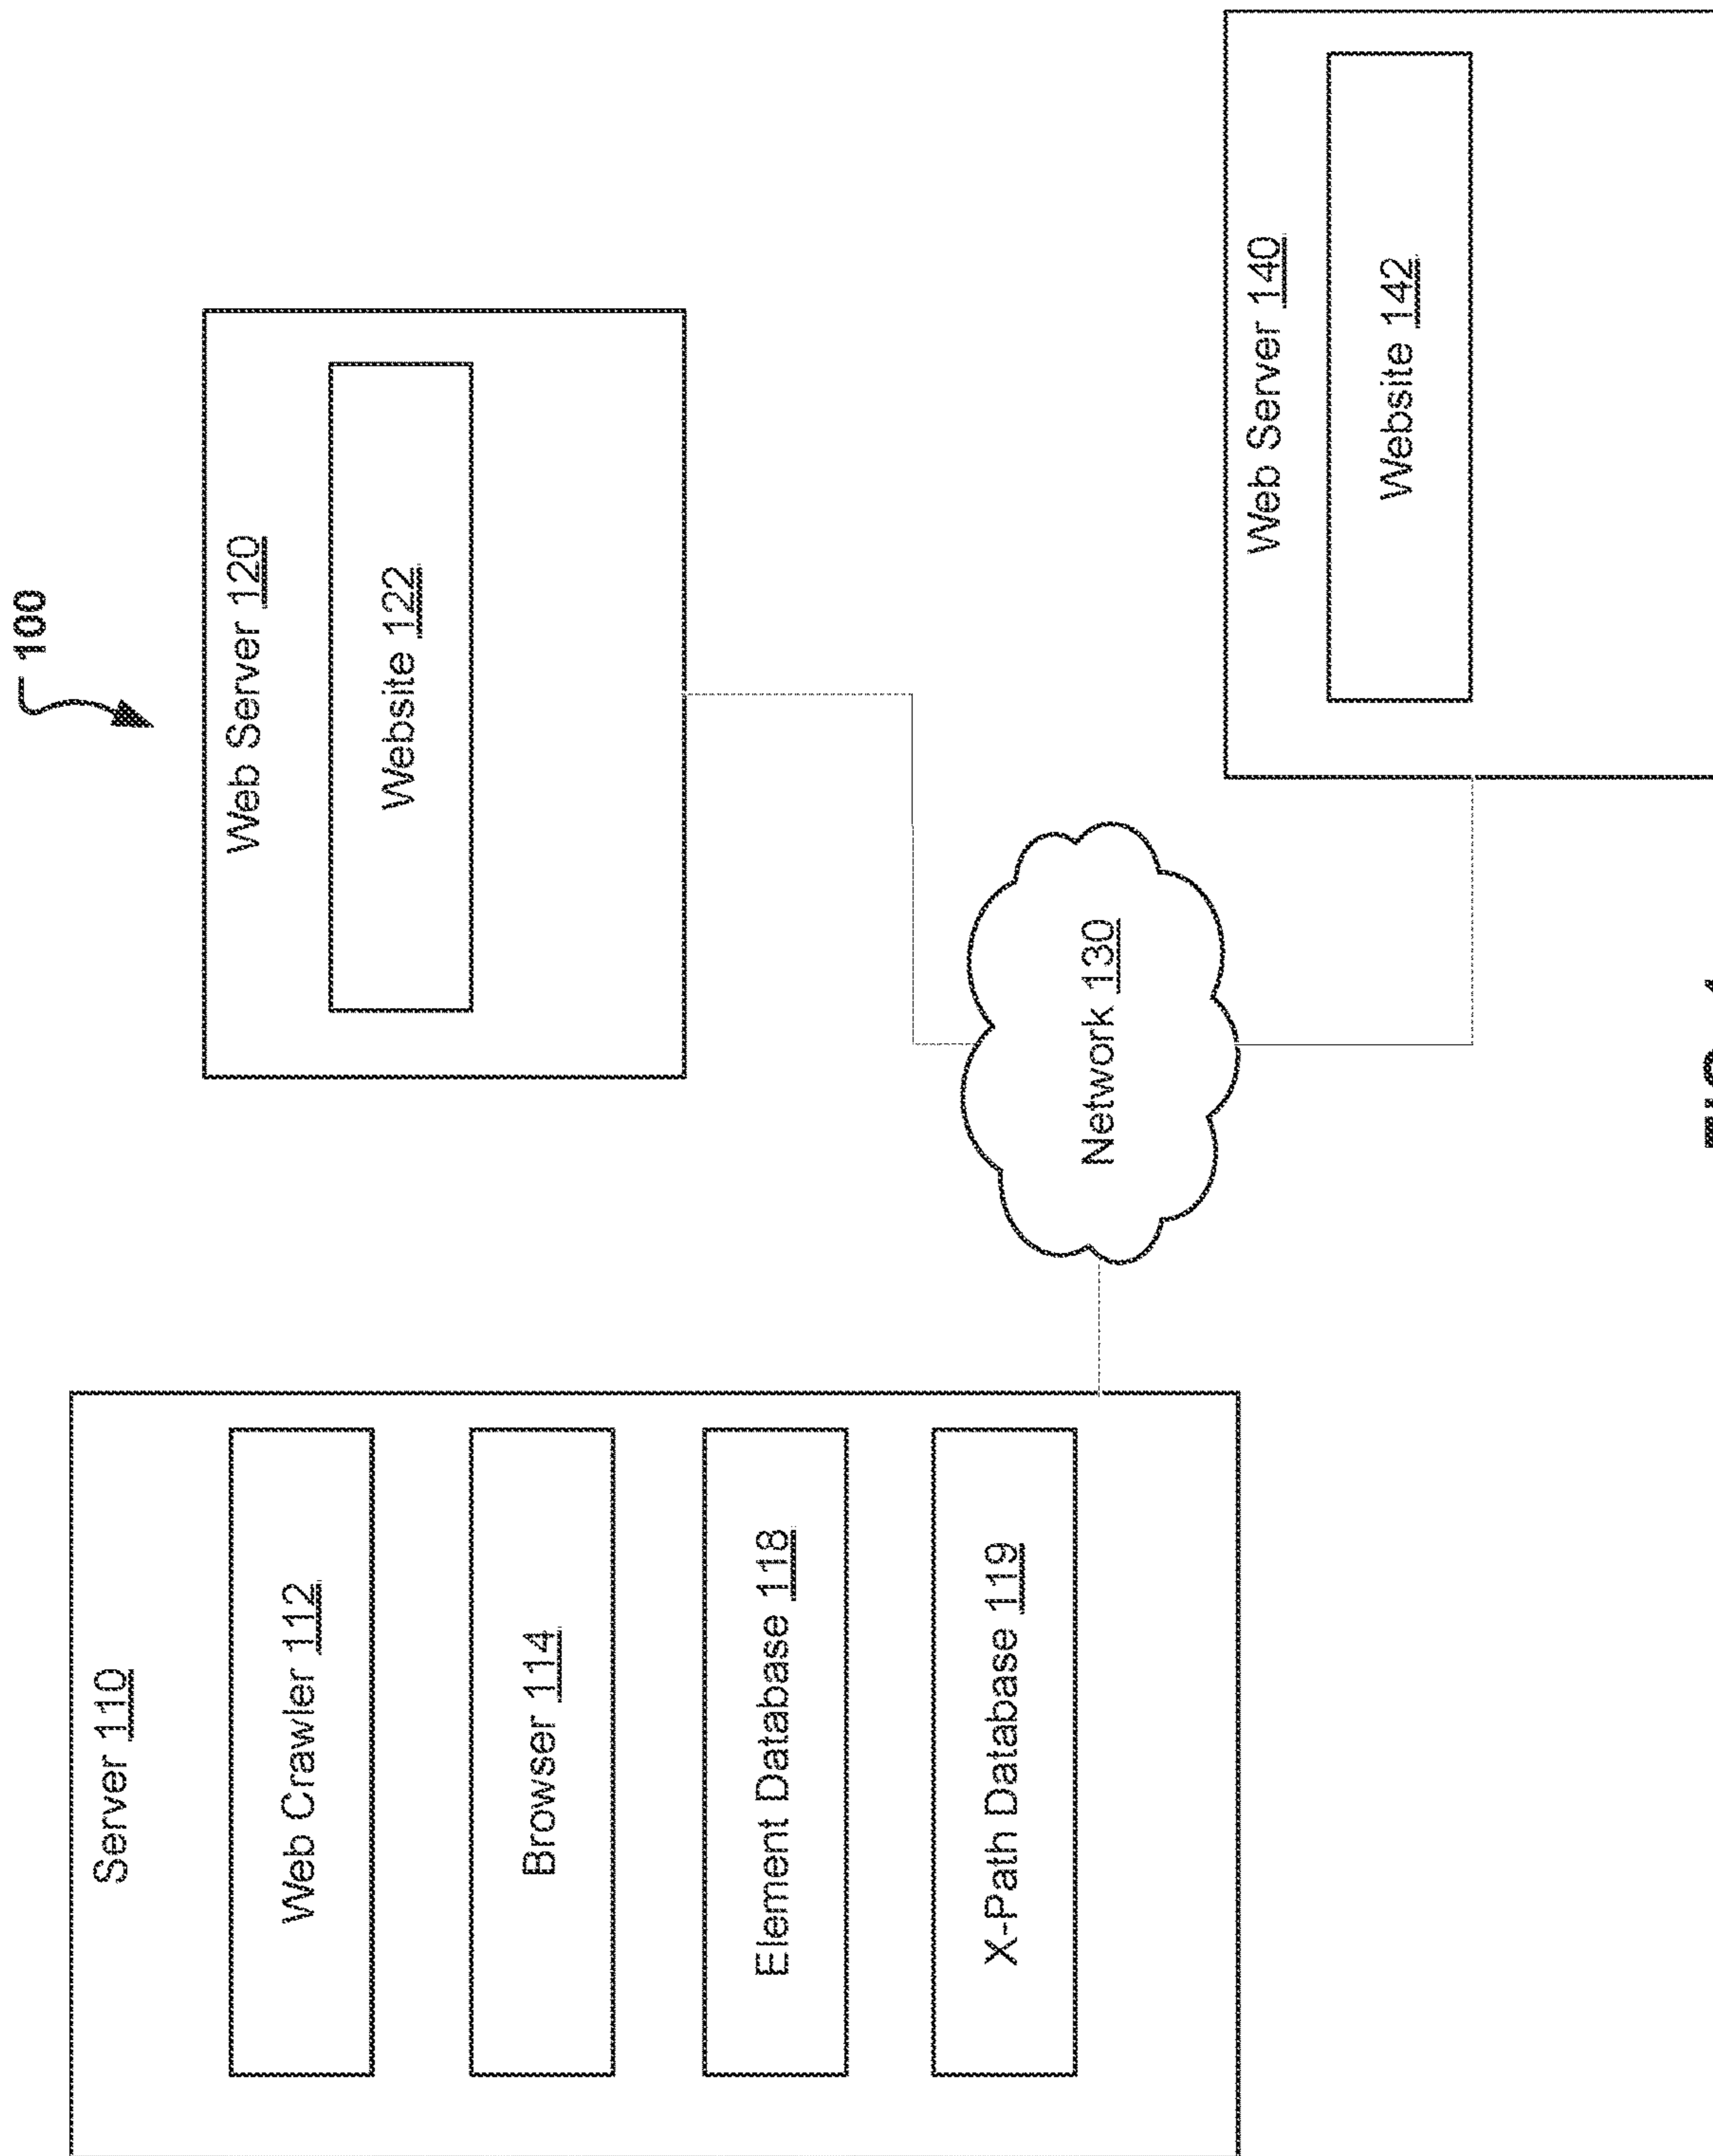 100
Server 110
Web Crawler 112
Browser 114
Element Database 118
X-Path Database 119
Web Server 120
Website 122
Network 130
Web Server 140
Website 142